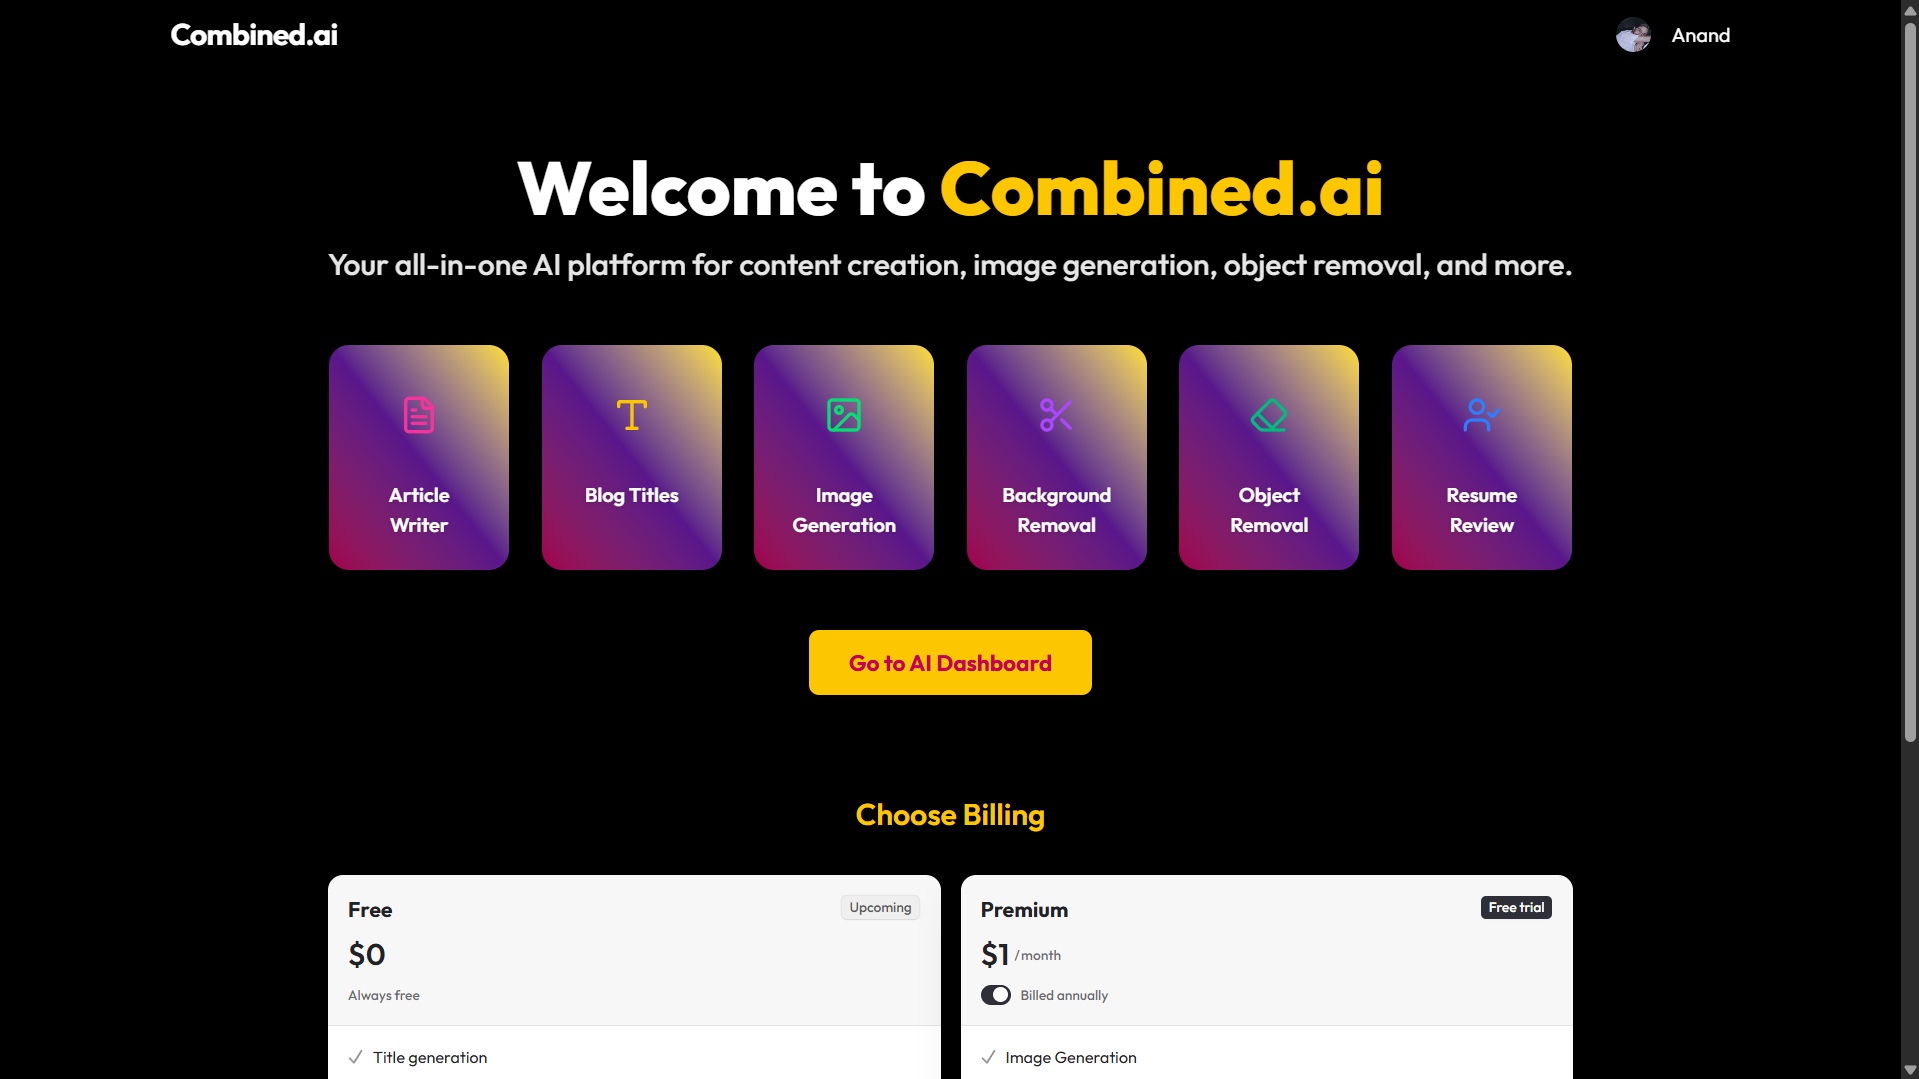 Combined.ai
Anand
Welcome to Combined.ai
Your all-in-one AI platform for content creation, image generation, object removal, and more.
Article
Writer
Blog Titles
Image
Generation
Background
Removal
Object
Removal
Resume
Review
Go to AI Dashboard
Choose Billing
Free
Upcoming
$0
Always free
Title generation
Premium
Free trial
$1 /month
Billed annually
Image Generation